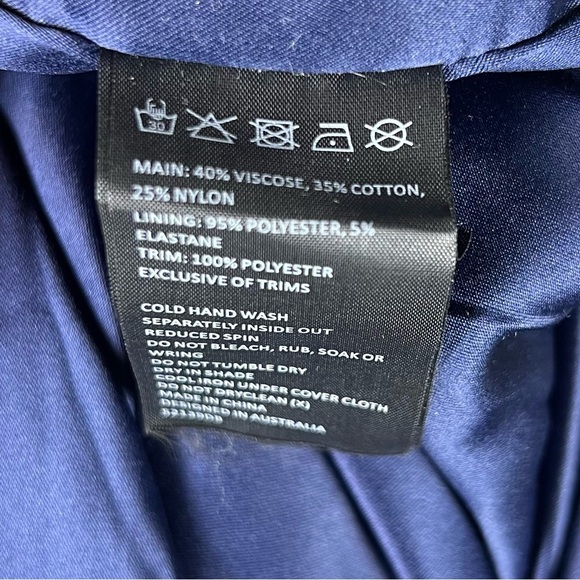 30
MAIN: 40% VISCOSE, 35% COTTON,
25% NYLON
LINING: 95% POLYESTER, 5%
ELASTANE
TRIM: 100% POLYESTER
EXCLUSIVE OF TRIMS
COLD HAND WASH
SEPARATELY INSIDE OUT
REDUCED SPIN
DO NOT BLEACH, RUB, SOAK OR
WRING
DO NOT TUMBLE DRY
DRY IN SHADE
COOL IRON UNDER COVER CLOTH
DO NOT DRYCLEAN (X)
MADE IN CHINA
DESIGNED IN AUSTRALIA